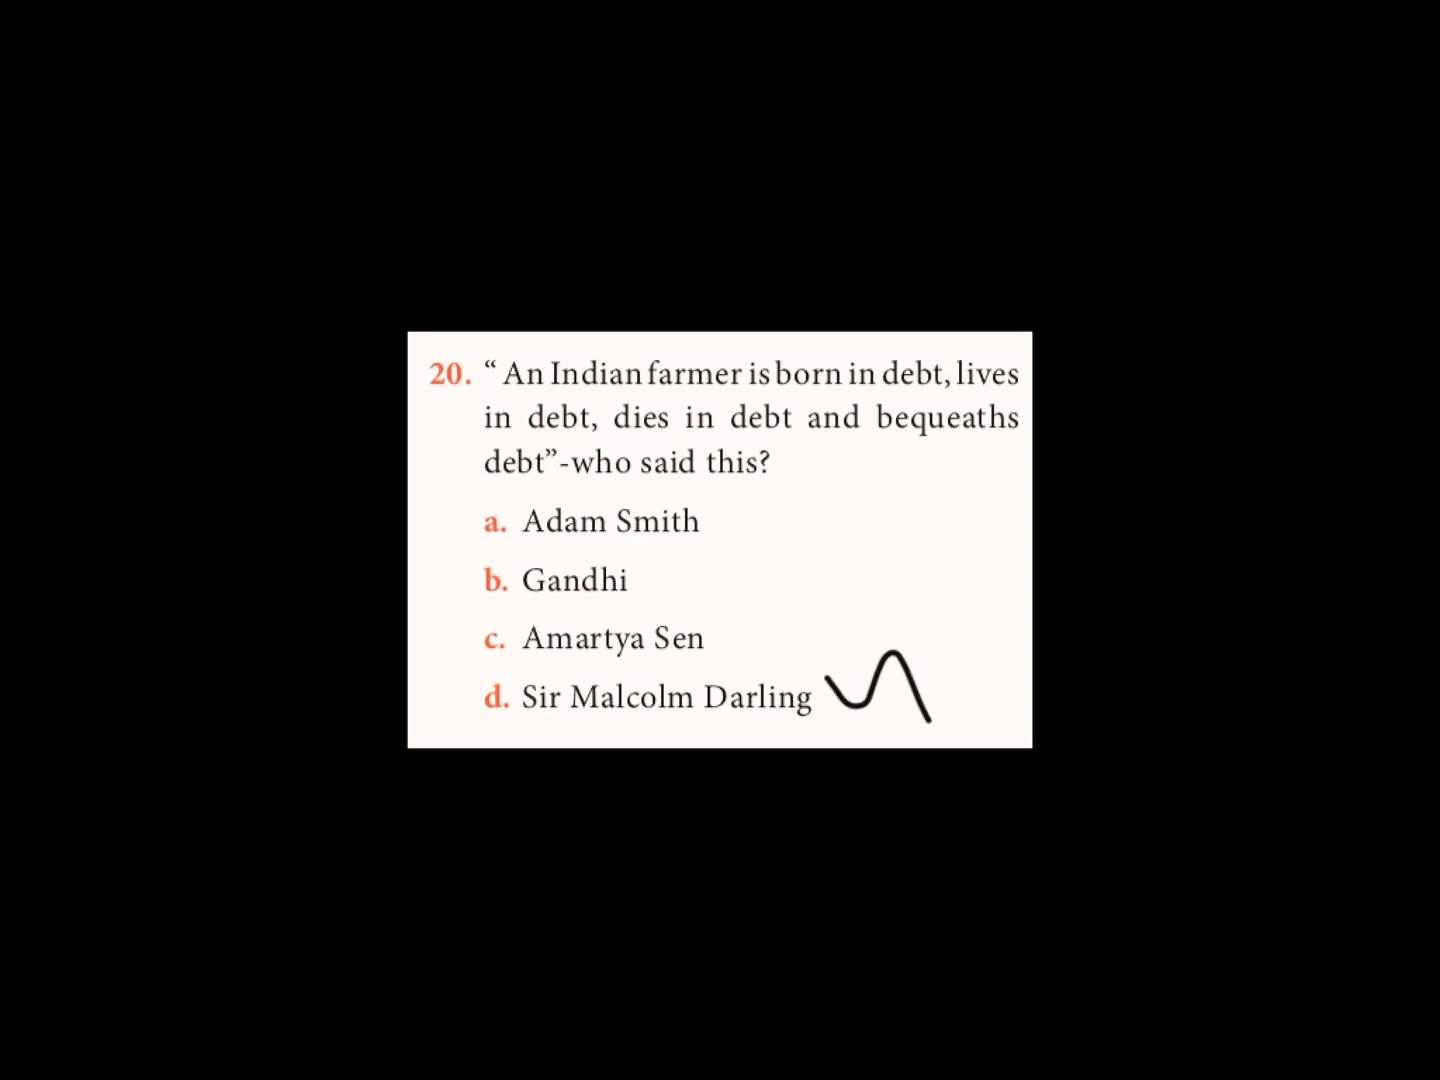 20. “ An Indian farmer is born in debt, lives
in debt, dies in debt and bequeaths
debt”-who said this?
a. Adam Smith
b. Gandhi
c. Amartya Sen
d. Sir Malcolm Darling